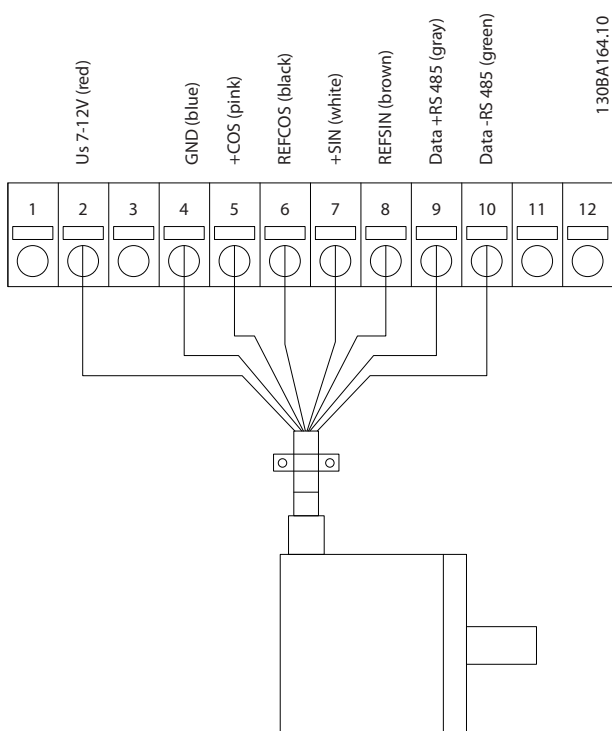 Us 7-12V (red)
GND (blue)
+COS (pink)
REFCOS (black)
+SIN (white)
REFSIN (brown)
Data +RS 485 (gray)
Data -RS 485 (green)
130BA164.10
1 2 3 4 5 6 7 8 9 10 11 12